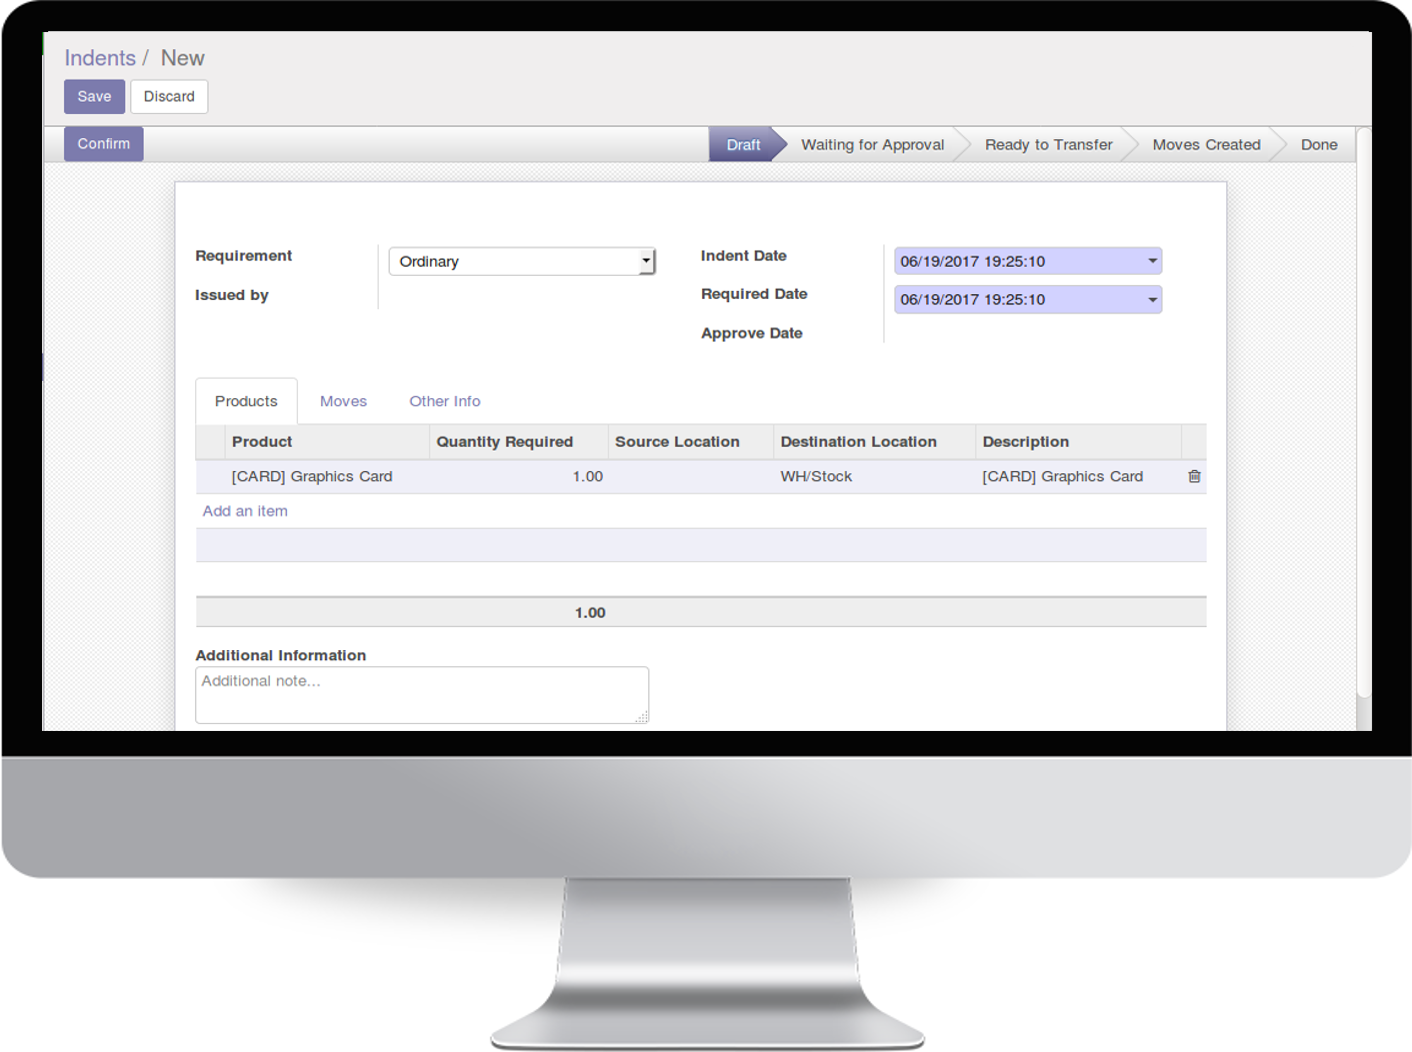 Indents / New
Save Discard
Confirm Draft Waiting for Approval Ready to Transfer Moves Created Done
Requirement Ordinary Indent Date 06/19/2017 19:25:10
Issued by Required Date 06/19/2017 19:25:10
Approve Date
Products Moves Other Info
Product Quantity Required Source Location Destination Location Description
[CARD] Graphics Card 1.00 WH/Stock [CARD] Graphics Card
Add an item
1.00
Additional Information
Additional note...